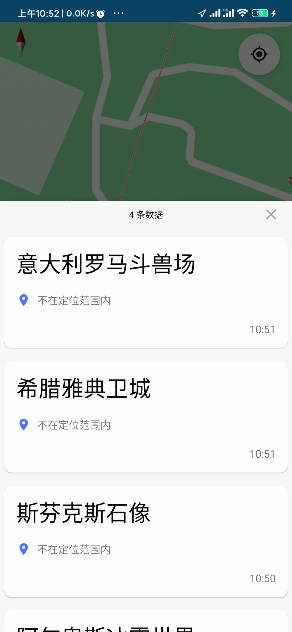 上午10:52 | 0.0K/s
4 条数据
意大利罗马斗兽场
不在定位范围内
10:51
希腊雅典卫城
不在定位范围内
10:51
斯芬克斯石像
不在定位范围内
10:50